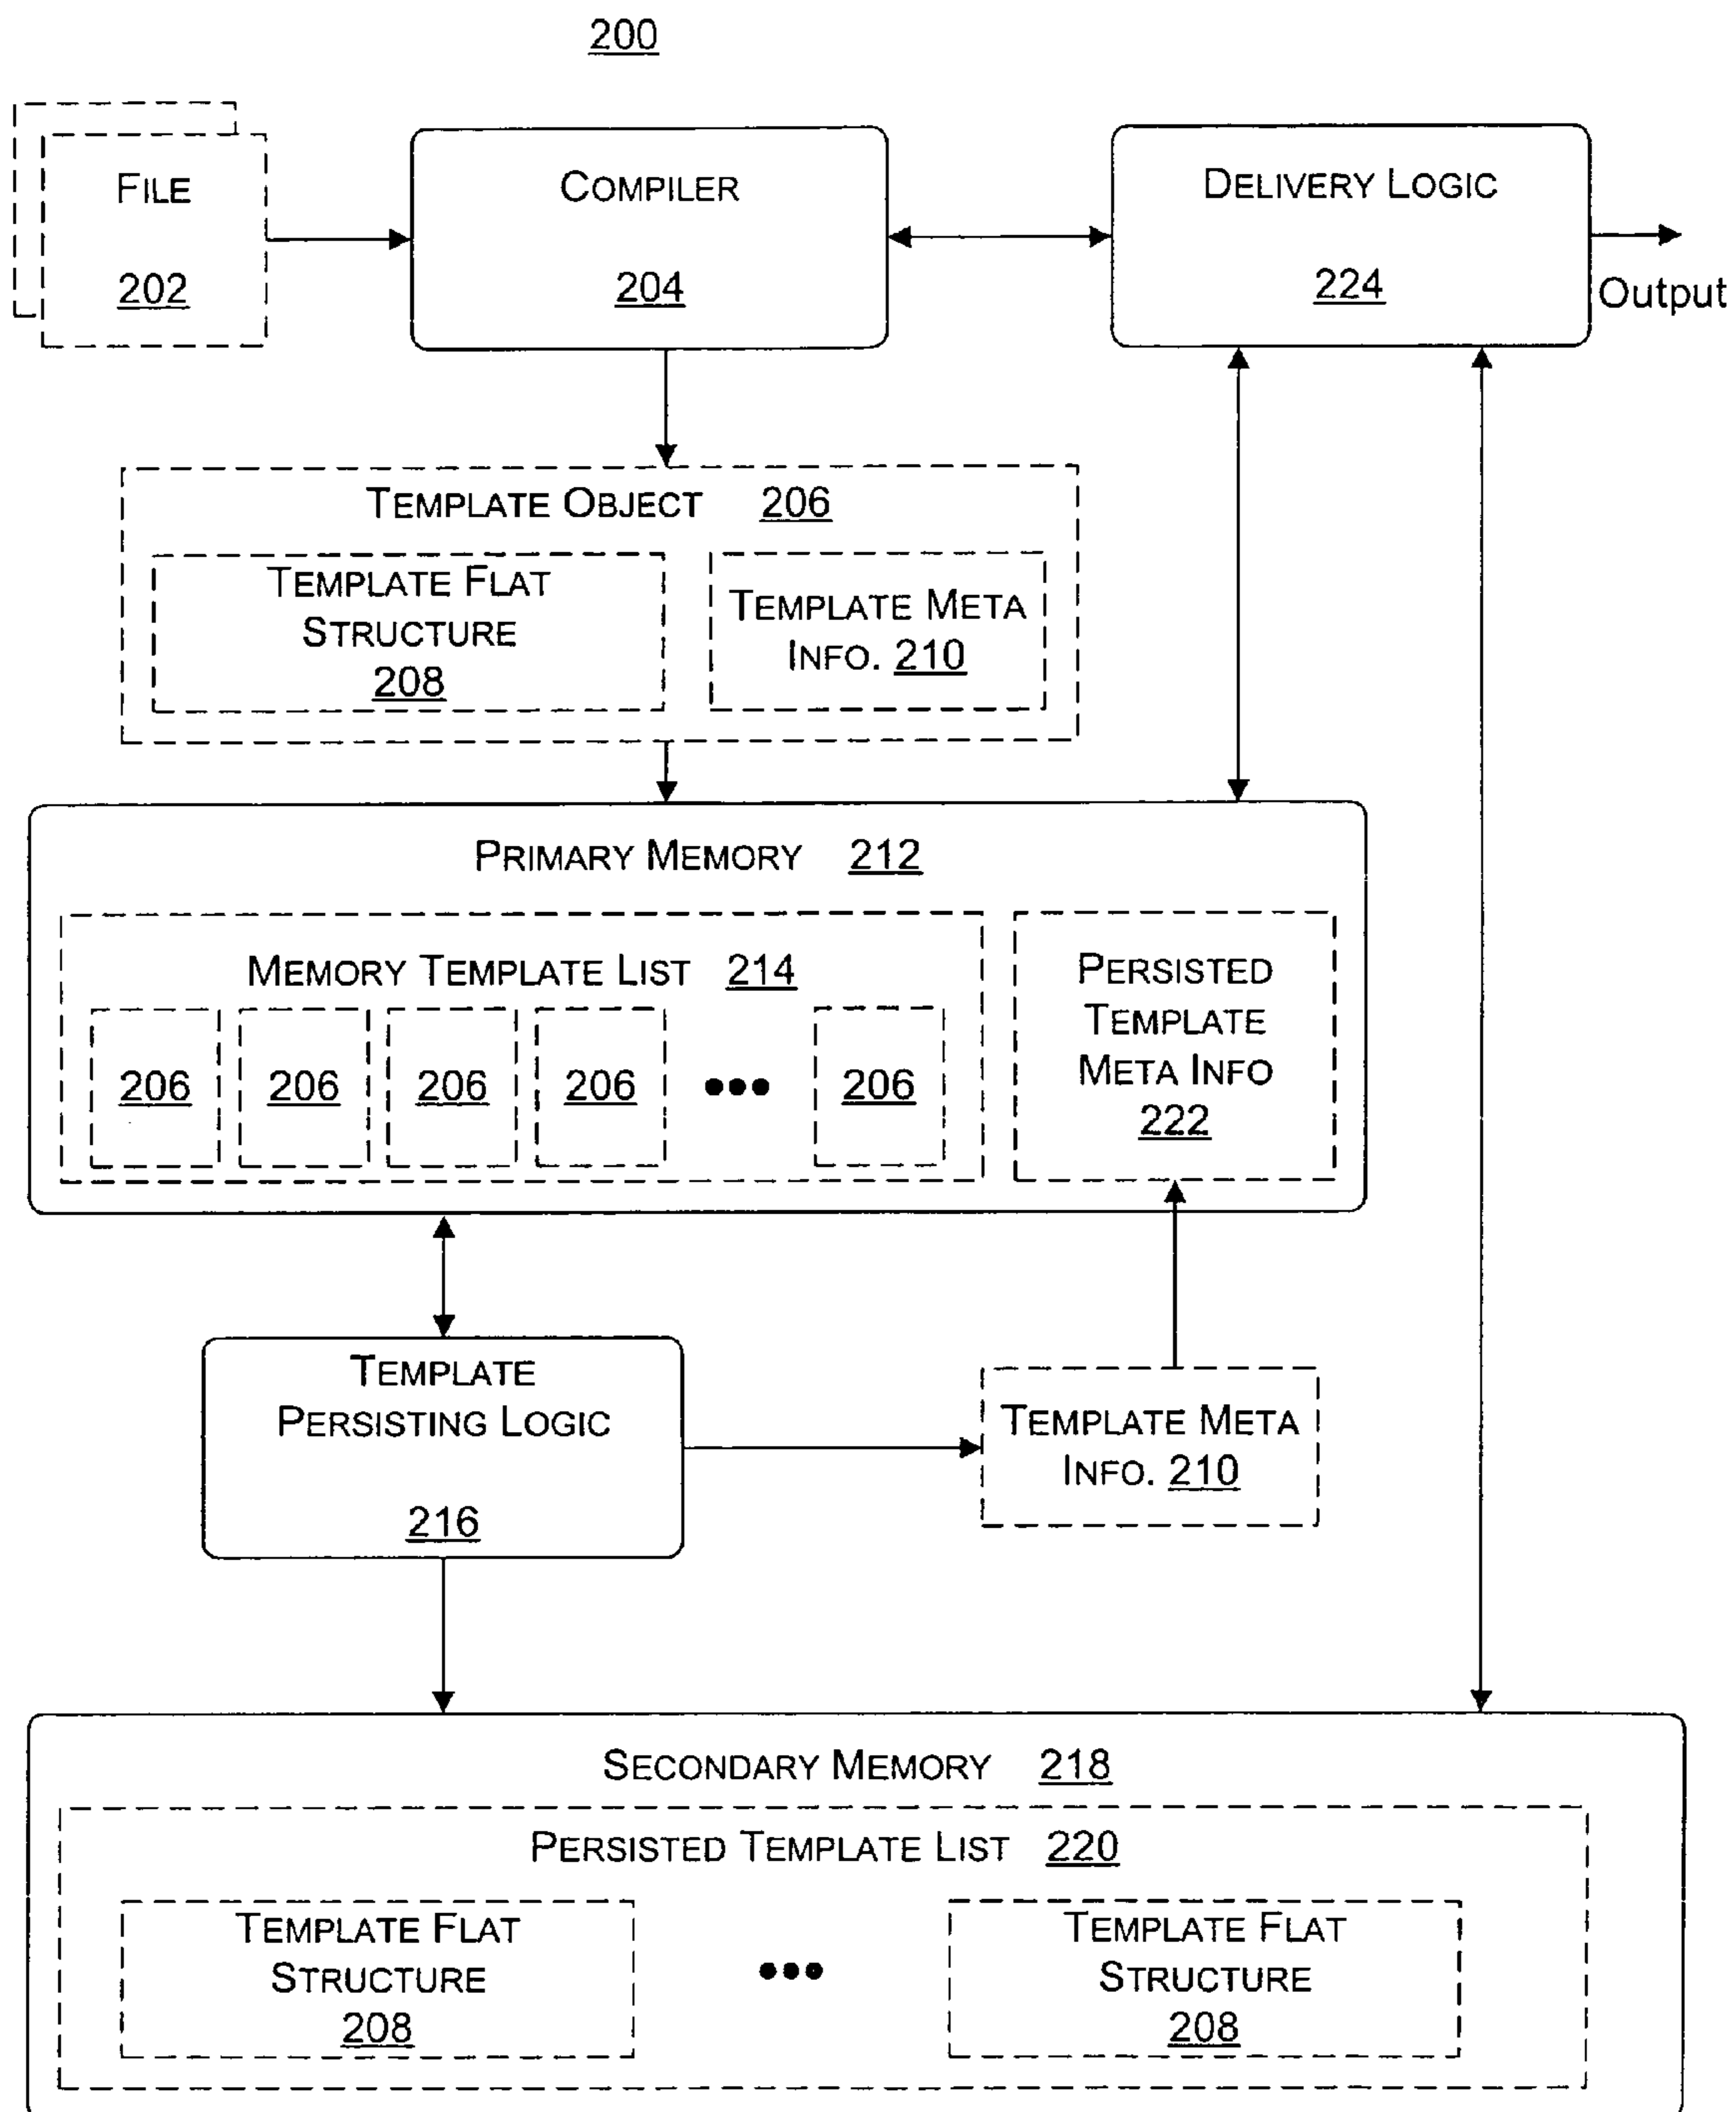 200
FILE
202
COMPILER
204
DELIVERY LOGIC
224
Output
TEMPLATE OBJECT 206
TEMPLATE FLAT
STRUCTURE
208
TEMPLATE META
INFO. 210
PRIMARY MEMORY 212
MEMORY TEMPLATE LIST 214
206 206 206 206 ••• 206
PERSISTED
TEMPLATE
META INFO
222
TEMPLATE
PERSISTING LOGIC
216
TEMPLATE META
INFO. 210
SECONDARY MEMORY 218
PERSISTED TEMPLATE LIST 220
TEMPLATE FLAT
STRUCTURE
208
•••
TEMPLATE FLAT
STRUCTURE
208